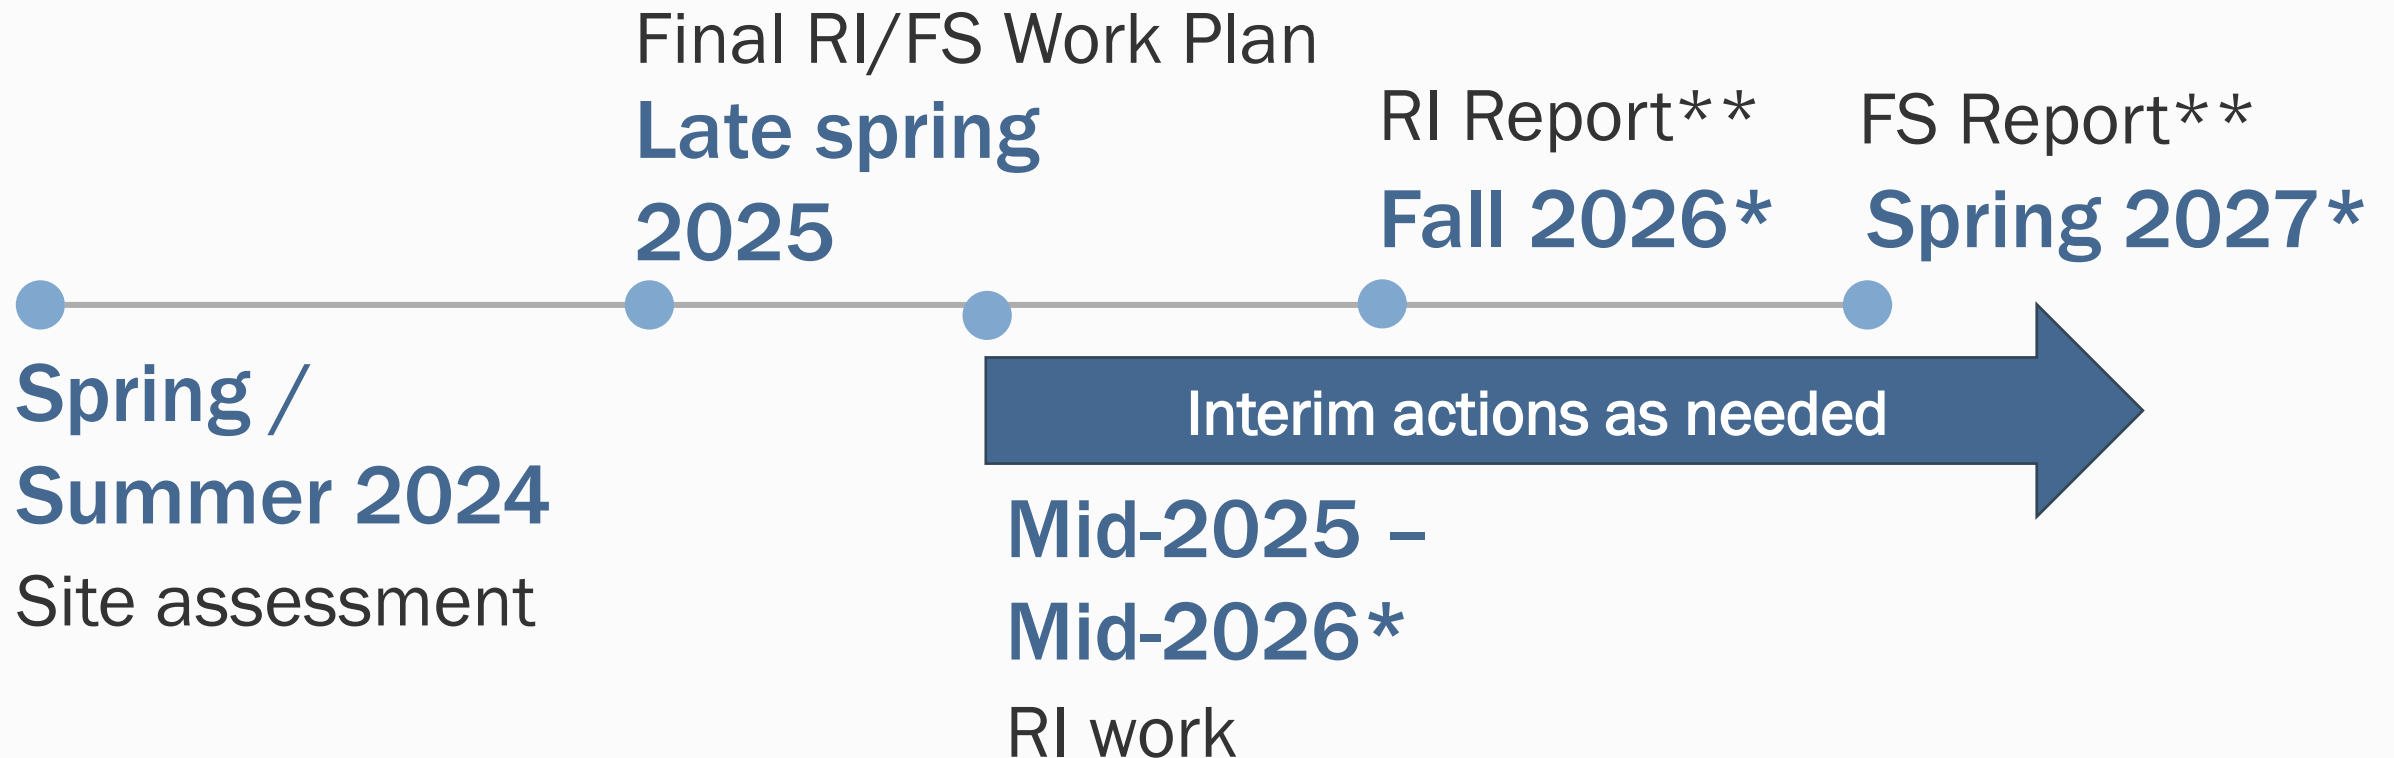 Final RI/FS Work Plan
Late spring
2025
RI Report**
Fall 2026*
FS Report**
Spring 2027*
Spring /
Summer 2024
Site assessment
Interim actions as needed
Mid-2025 –
Mid-2026*
RI work